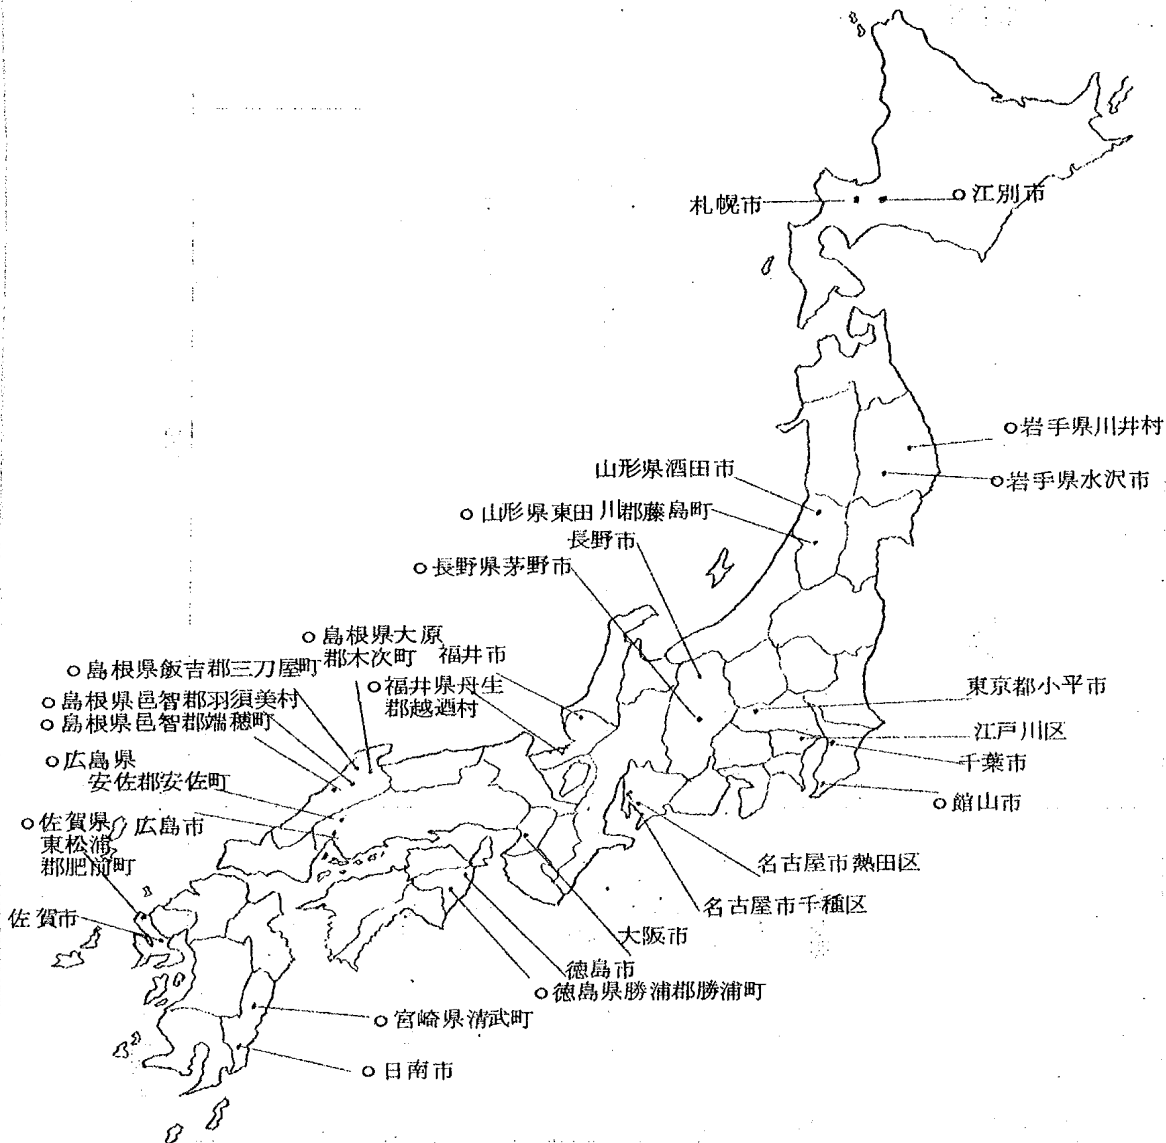 札幌市
○江別市
○岩手県川井村
○岩手県水沢市
山形県酒田市
○山形県東田川郡藤島町
長野市
○長野県茅野市
○島根県大原
郡木次町
福井市
○島根県飯吉郡三刀屋町
○福井県丹生
郡越廼村
○島根県邑智郡羽須美村
○島根県邑智郡端穂町
東京都小平市
江戸川区
千葉市
○館山市
○広島県
安佐郡安佐町
広島市
○佐賀県
東松浦
郡肥前町
佐賀市
名古屋市熱田区
名古屋市千種区
大阪市
徳島市
○徳島県勝浦郡勝浦町
○宮崎県清武町
○日南市